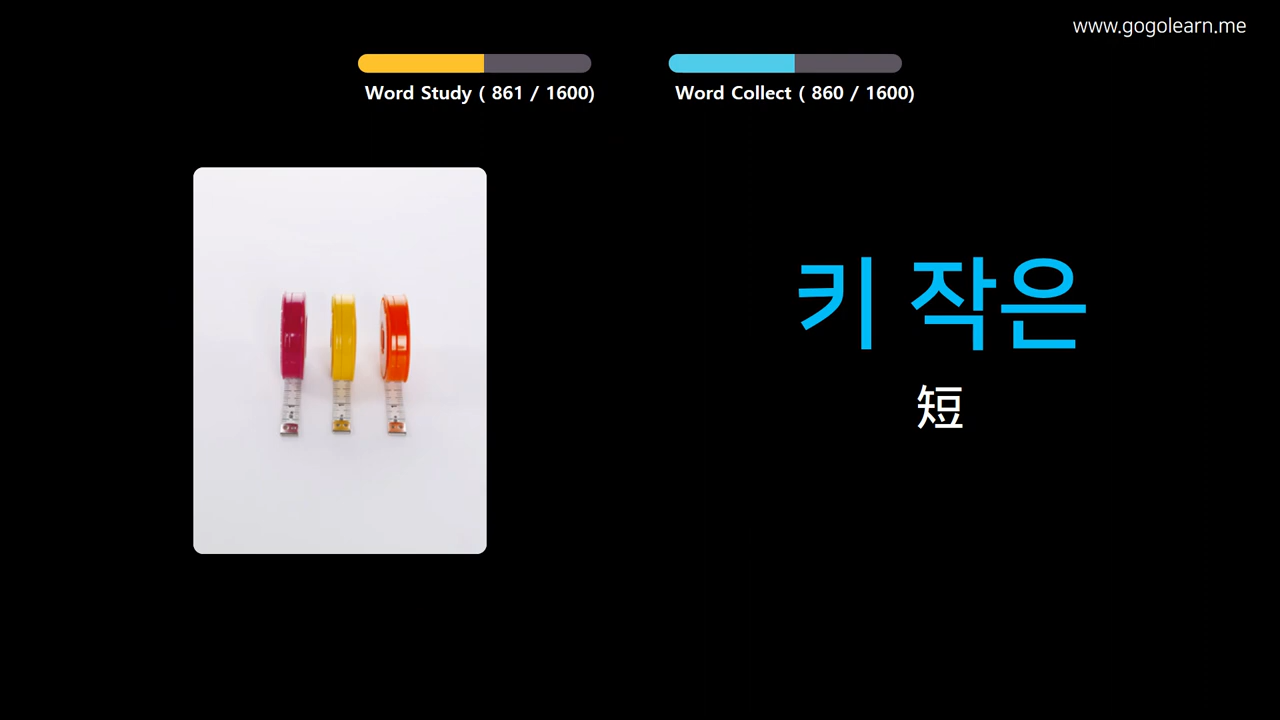 www.gogolearn.me
Word Study ( 861 / 1600)
Word Collect ( 860 / 1600)
키 작은
短